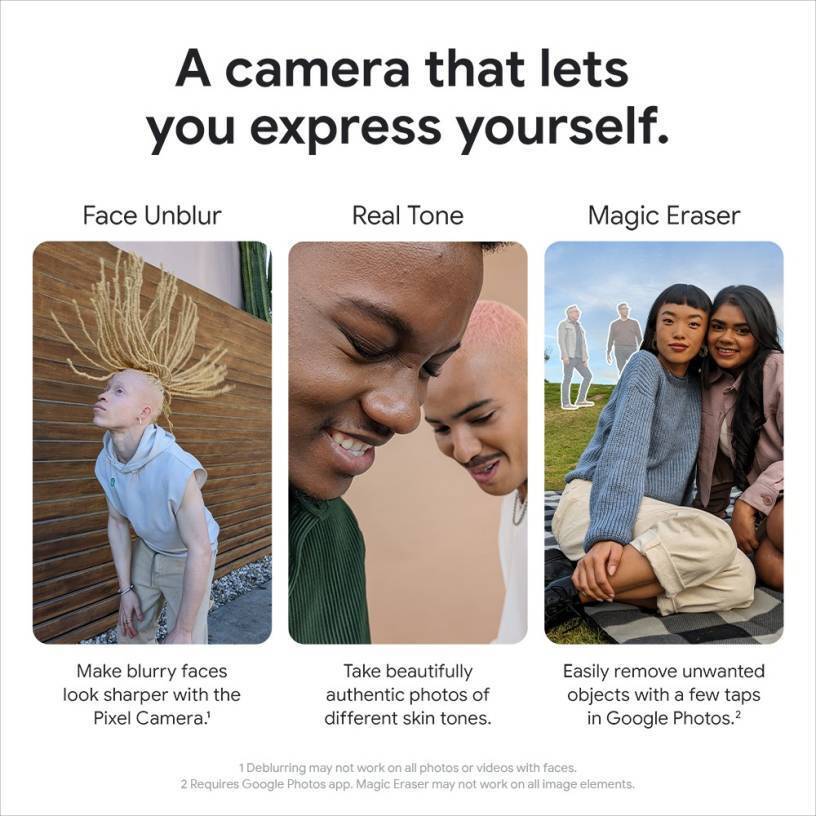 A camera that lets
you express yourself.
Face Unblur
Real Tone
Magic Eraser
Make blurry faces
look sharper with the
Pixel Camera.¹
Take beautifully
authentic photos of
different skin tones.
Easily remove unwanted
objects with a few taps
in Google Photos.²
1 Deblurring may not work on all photos or videos with faces.
2 Requires Google Photos app. Magic Eraser may not work on all image elements.